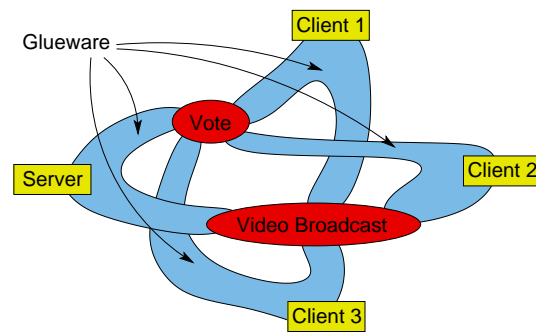 Client 1
Glueware
Vote
Server
Client 2
Video Broadcast
Client 3